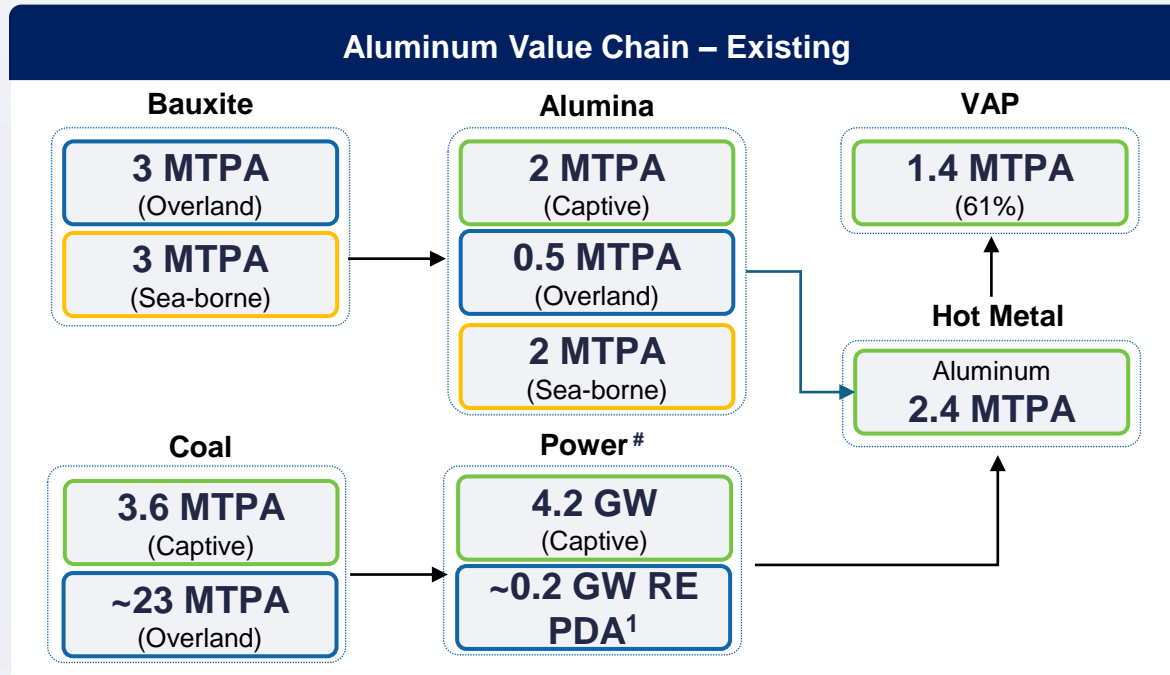 Aluminum Value Chain – Existing
Bauxite
3 MTPA
(Overland)
3 MTPA
(Sea-borne)
Alumina
2 MTPA
(Captive)
0.5 MTPA
(Overland)
2 MTPA
(Sea-borne)
VAP
1.4 MTPA
(61%)
Hot Metal
Aluminum
2.4 MTPA
Coal
3.6 MTPA
(Captive)
~23 MTPA
(Overland)
Power #
4.2 GW
(Captive)
~0.2 GW RE
PDA¹